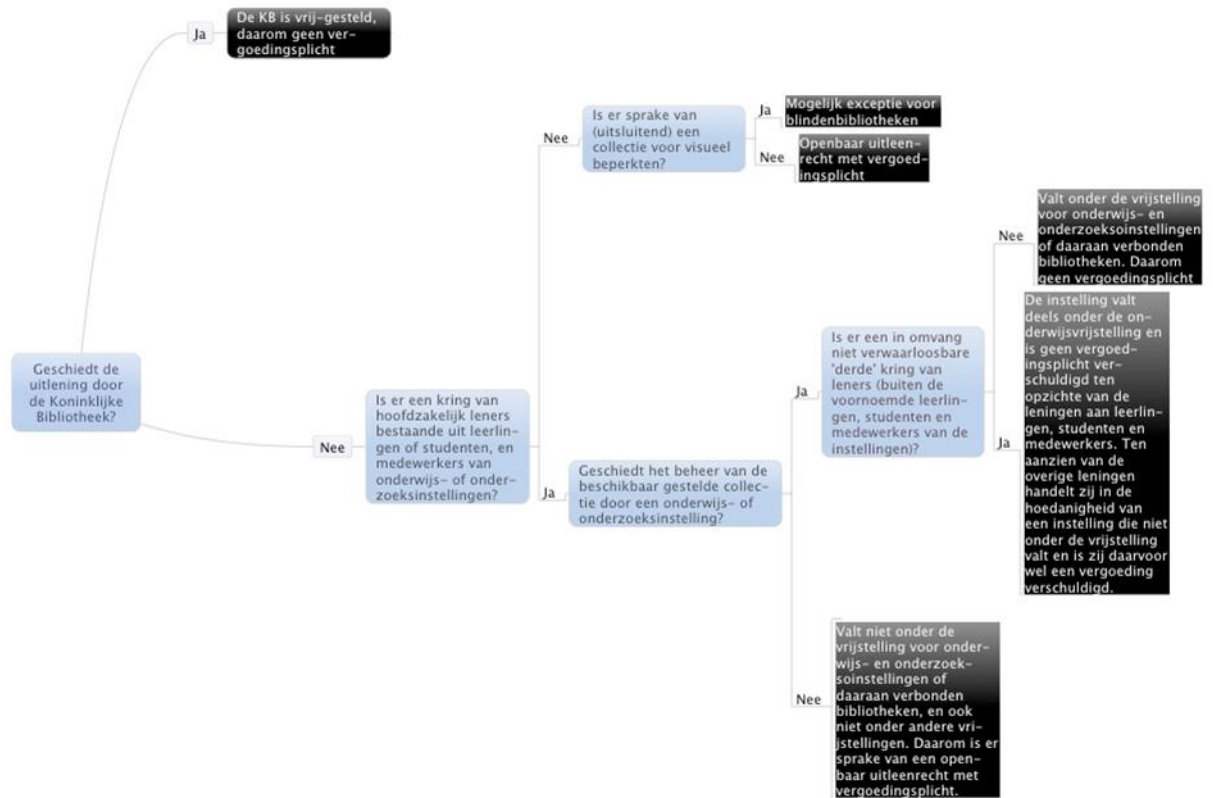 Geschiedt de
uitlening door
de Koninklijke
Bibliotheek?
Ja
De KB is vrij-gesteld,
daarom geen ver-
goedingsplicht
Nee
Is er een kring van
hoofdzakelijk leners
bestaande uit leerlin-
gen of studenten, en
medewerkers van
onderwijs- of onder-
zoeksinstellingen?
Nee
Is er sprake van
(uitsluitend) een
collectie voor visueel
beperkten?
Ja
Mogelijk exceptie voor
blindenbibliotheken
Nee
Openbaar uitleen-
recht met vergoed-
ingsplicht
Ja
Geschiedt het beheer van de
beschikbaar gestelde collec-
tie door een onderwijs- of
onderzoeksinstelling?
Ja
Is er een in omvang
niet verwaarloosbare
'derde' kring van
leners (buiten de
voornoemde leerlin-
gen, studenten en
medewerkers van de
instellingen)?
Nee
Valt onder de vrijstelling
voor onderwijs- en
onderzoeksoinstellingen
of daaraan verbonden
bibliotheken. Daarom
geen vergoedingsplicht
Ja
De instelling valt
deels onder de on-
derwijsvrijstelling en
is geen vergoed-
ingsplicht ver-
schuldigd ten
opzichte van de
leningen aan leerlin-
gen, studenten en
medewerkers. Ten
aanzien van de
overige leningen
handelt zij in de
hoedanigheid van
een instelling die niet
onder de vrijstelling
valt en is zij daarvoor
wel een vergoeding
verschuldigd.
Nee
Valt niet onder de
vrijstelling voor onder-
wijs- en onderzoek-
soinstellingen of
daaraan verbonden
bibliotheken, en ook
niet onder andere vri-
jstellingen. Daarom is er
sprake van een open-
baar uitleenrecht met
vergoedingsplicht.